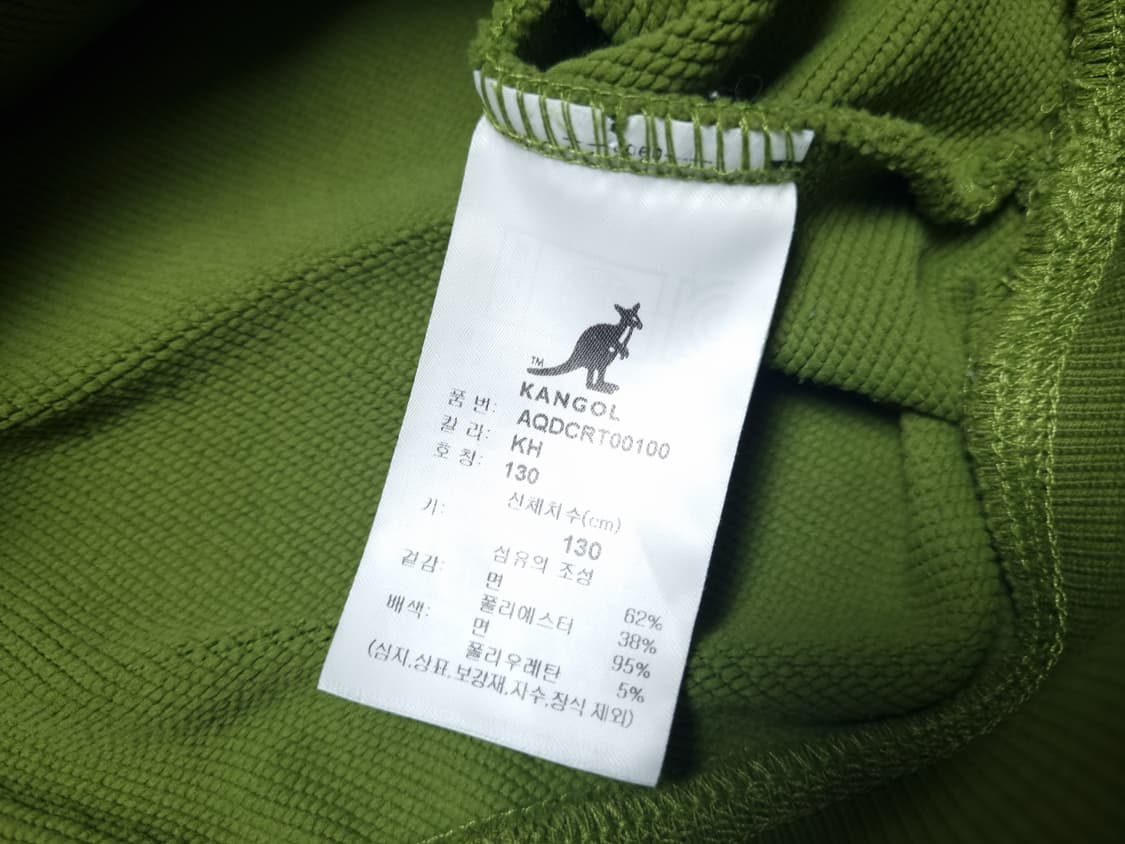 TM
KANGOL
품 번: AQDCRT00100
칼 라: KH
호 칭: 130
신체치수(cm)
키: 130
섬유의 조성
겉감: 면 62%
폴리에스터 38%
배색: 면 95%
폴리우레탄 5%
(심지,상표,보강재,자수,장식 제외)